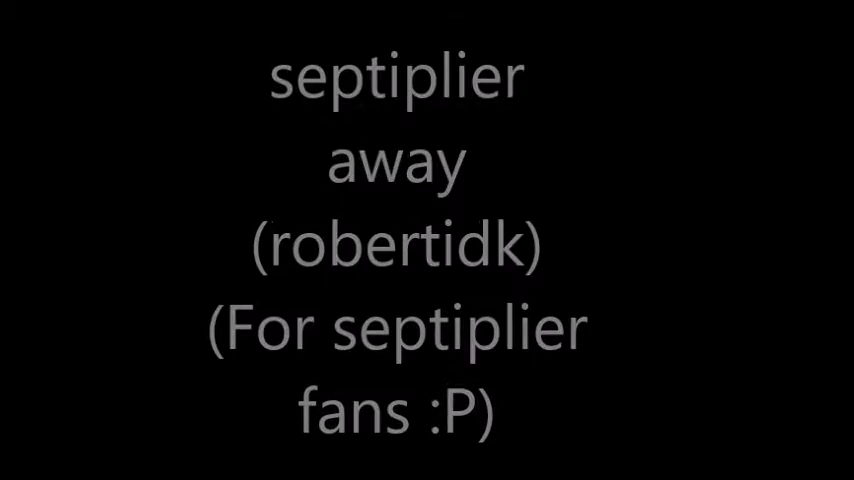 septiplier
away
(robertidk)
(For septiplier
fans :P)